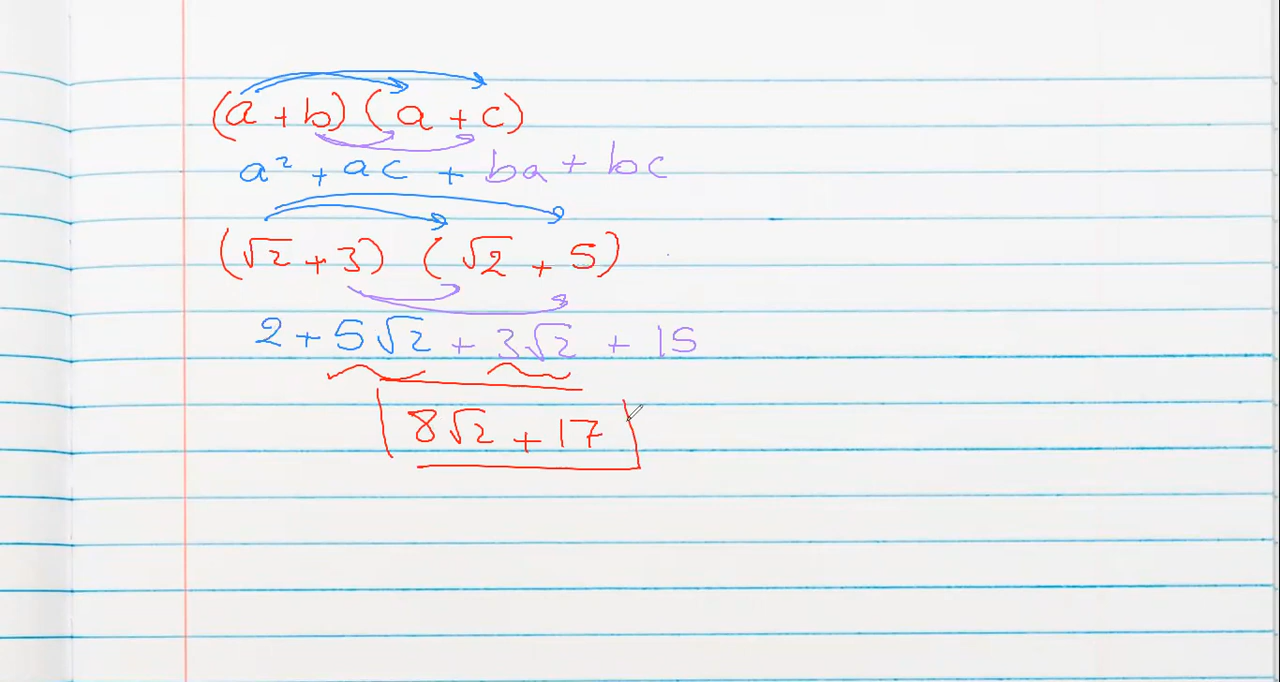 (a + b) (a + c)
a² + ac + ba + bc
(√2 + 3) (√2 + 5)
2 + 5√2 + 3√2 + 15
8√2 + 17